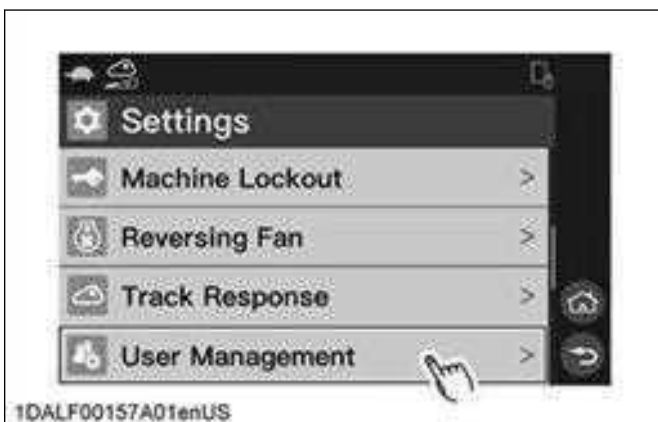 Settings
Machine Lockout >
Reversing Fan >
Track Response >
User Management >
1DALF00157A01enUS